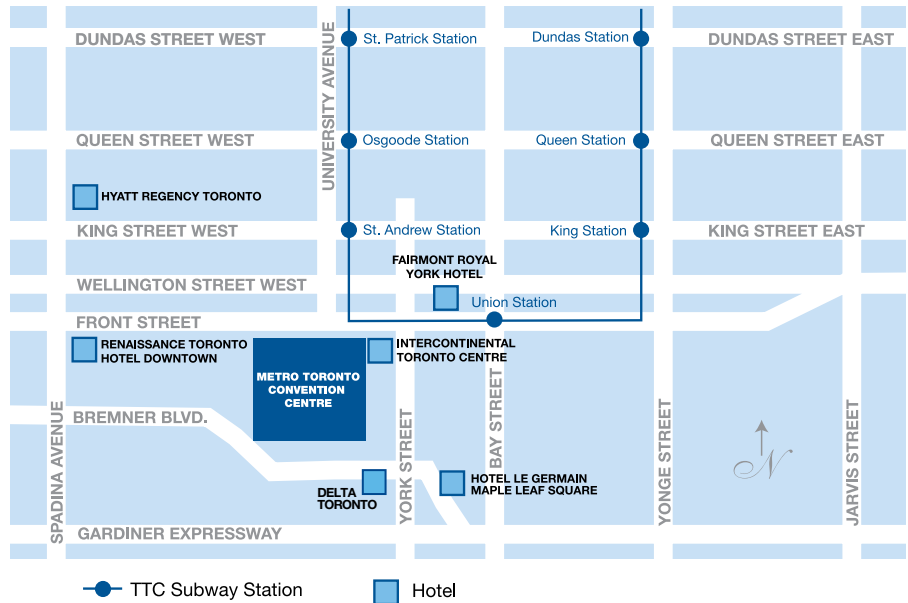 DUNDAS STREET WEST
UNIVERSITY AVENUE
St. Patrick Station
Dundas Station
DUNDAS STREET EAST
QUEEN STREET WEST
Osgoode Station
Queen Station
QUEEN STREET EAST
HYATT REGENCY TORONTO
KING STREET WEST
St. Andrew Station
King Station
KING STREET EAST
FAIRMONT ROYAL
YORK HOTEL
WELLINGTON STREET WEST
Union Station
FRONT STREET
RENAISSANCE TORONTO
HOTEL DOWNTOWN
INTERCONTINENTAL
TORONTO CENTRE
METRO TORONTO
CONVENTION
CENTRE
SPADINA AVENUE
BREMNER BLVD.
YORK STREET
BAY STREET
YONGE STREET
JARVIS STREET
N
DELTA
TORONTO
HOTEL LE GERMAIN
MAPLE LEAF SQUARE
GARDINER EXPRESSWAY
TTC Subway Station
Hotel